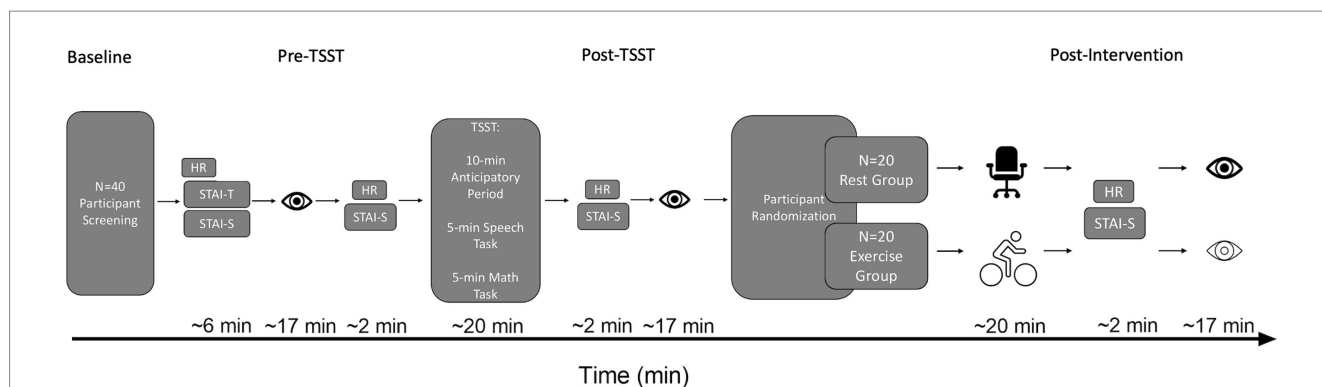 Baseline
Pre-TSST
Post-TSST
Post-Intervention
N=40
Participant
Screening
HR
STAI-T
STAI-S
HR
STAI-S
TSST:
10-min
Anticipatory
Period
5-min Speech
Task
5-min Math
Task
HR
STAI-S
Participant
Randomization
N=20
Rest Group
N=20
Exercise
Group
HR
STAI-S
~6 min
~17 min
~2 min
~20 min
~2 min
~17 min
~20 min
~2 min
~17 min
Time (min)